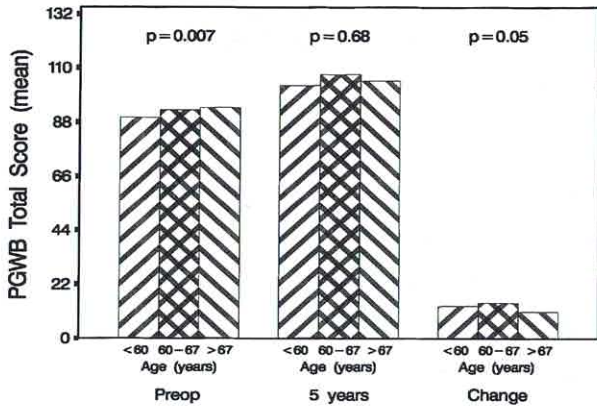 PGWB Total Score (mean)
132
110
88
66
44
22
0
p=0.007
p=0.68
p=0.05
<60 60-67 >67
Age (years)
Preop
<60 60-67 >67
Age (years)
5 years
<60 60-67 >67
Age (years)
Change